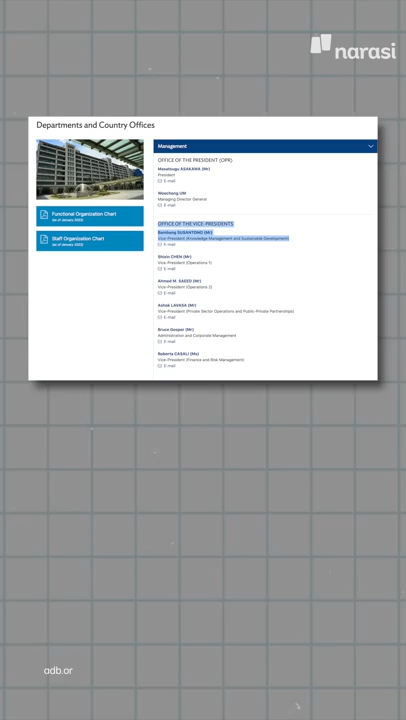 narasi
Departments and Country Offices
Management
OFFICE OF THE PRESIDENT (OPR)
Masatsugu ASAKAWA (Mr)
President
E-mail
Woochong UM
Managing Director General
E-mail
Functional Organization Chart
(as of January 2022)
Staff Organization Chart
(as of January 2022)
OFFICE OF THE VICE-PRESIDENTS
Bambang SUSANTONO (Mr)
Vice-President (Knowledge Management and Sustainable Development)
E-mail
Shixin CHEN (Mr)
Vice-President (Operations 1)
E-mail
Ahmed M. SAEED (Mr)
Vice-President (Operations 2)
E-mail
Ashok LAVASA (Mr)
Vice-President (Private Sector Operations and Public-Private Partnerships)
E-mail
Bruce Gosper (Mr)
Administration and Corporate Management
E-mail
Roberta CASALI (Ms)
Vice-President (Finance and Risk Management)
E-mail
adb.or